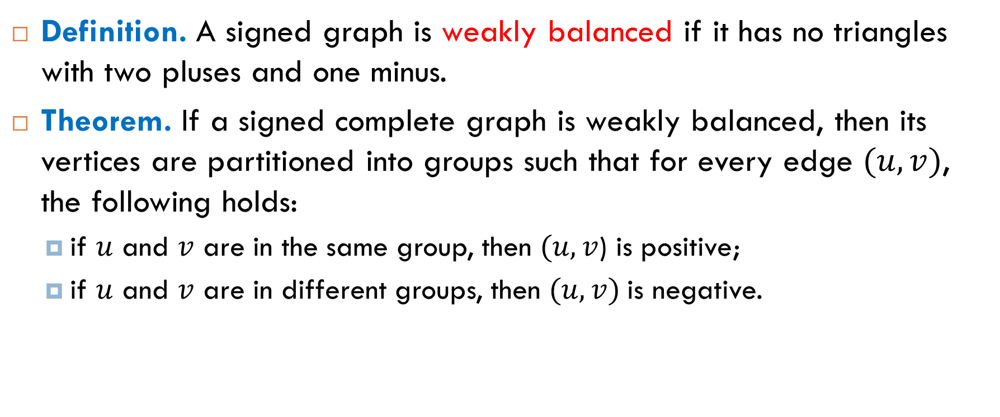 Definition. A signed graph is weakly balanced if it has no triangles
with two pluses and one minus.
Theorem. If a signed complete graph is weakly balanced, then its
vertices are partitioned into groups such that for every edge (u, v),
the following holds:
if u and v are in the same group, then (u, v) is positive;
if u and v are in different groups, then (u, v) is negative.